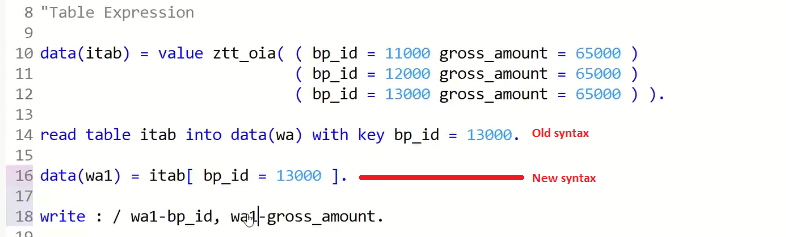 8 "Table Expression
9
10 data(itab) = value ztt_oia( ( bp_id = 11000 gross_amount = 65000 )
11 ( bp_id = 12000 gross_amount = 65000 )
12 ( bp_id = 13000 gross_amount = 65000 ) ).
13
14 read table itab into data(wa) with key bp_id = 13000. Old syntax
15
16 data(wa1) = itab[ bp_id = 13000 ]. New syntax
17
18 write : / wa1-bp_id, wa1-gross_amount.
19